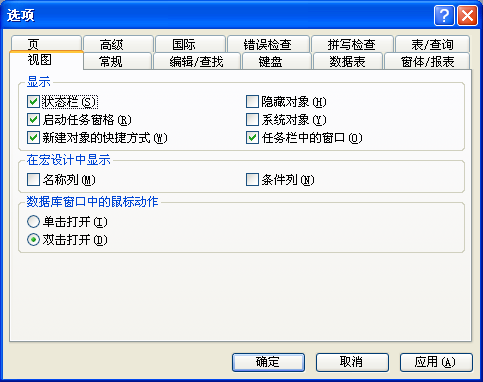 选项
页 高级 国际 错误检查 拼写检查 表/查询
视图 常规 编辑/查找 键盘 数据表 窗体/报表
显示
状态栏(S) 隐藏对象(H)
启动任务窗格(R) 系统对象(Y)
新建对象的快捷方式(W) 任务栏中的窗口(O)
在宏设计中显示
名称列(M) 条件列(N)
数据库窗口中的鼠标动作
单击打开(I)
双击打开(D)
确定 取消 应用(A)